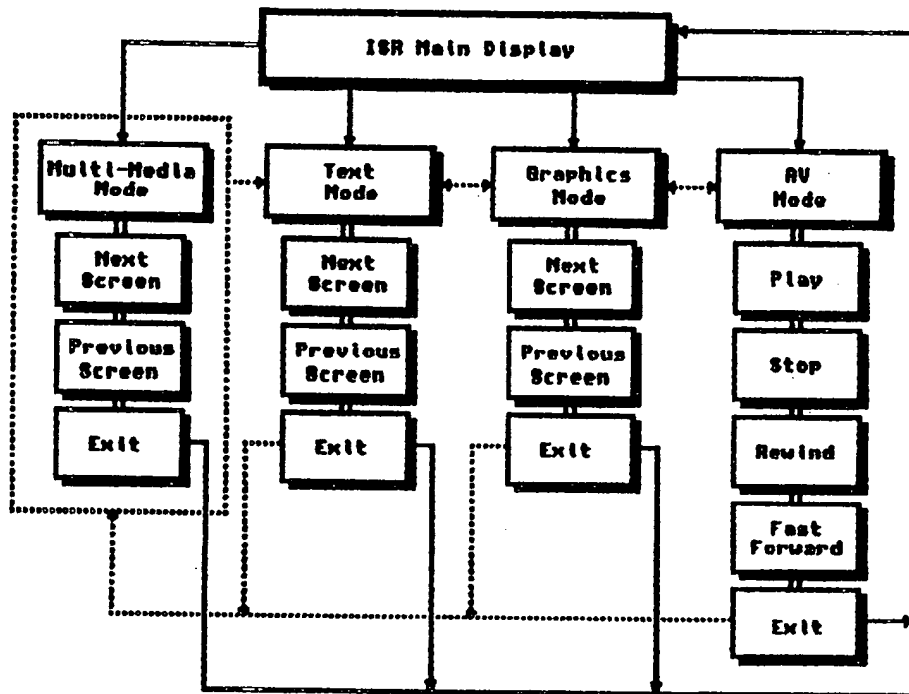 ISR Main Display
Multi-Media
Mode
Next
Screen
Previous
Screen
Exit
Text
Mode
Next
Screen
Previous
Screen
Exit
Graphics
Mode
Next
Screen
Previous
Screen
Exit
AV
Mode
Play
Stop
Rewind
Fast
Forward
Exit